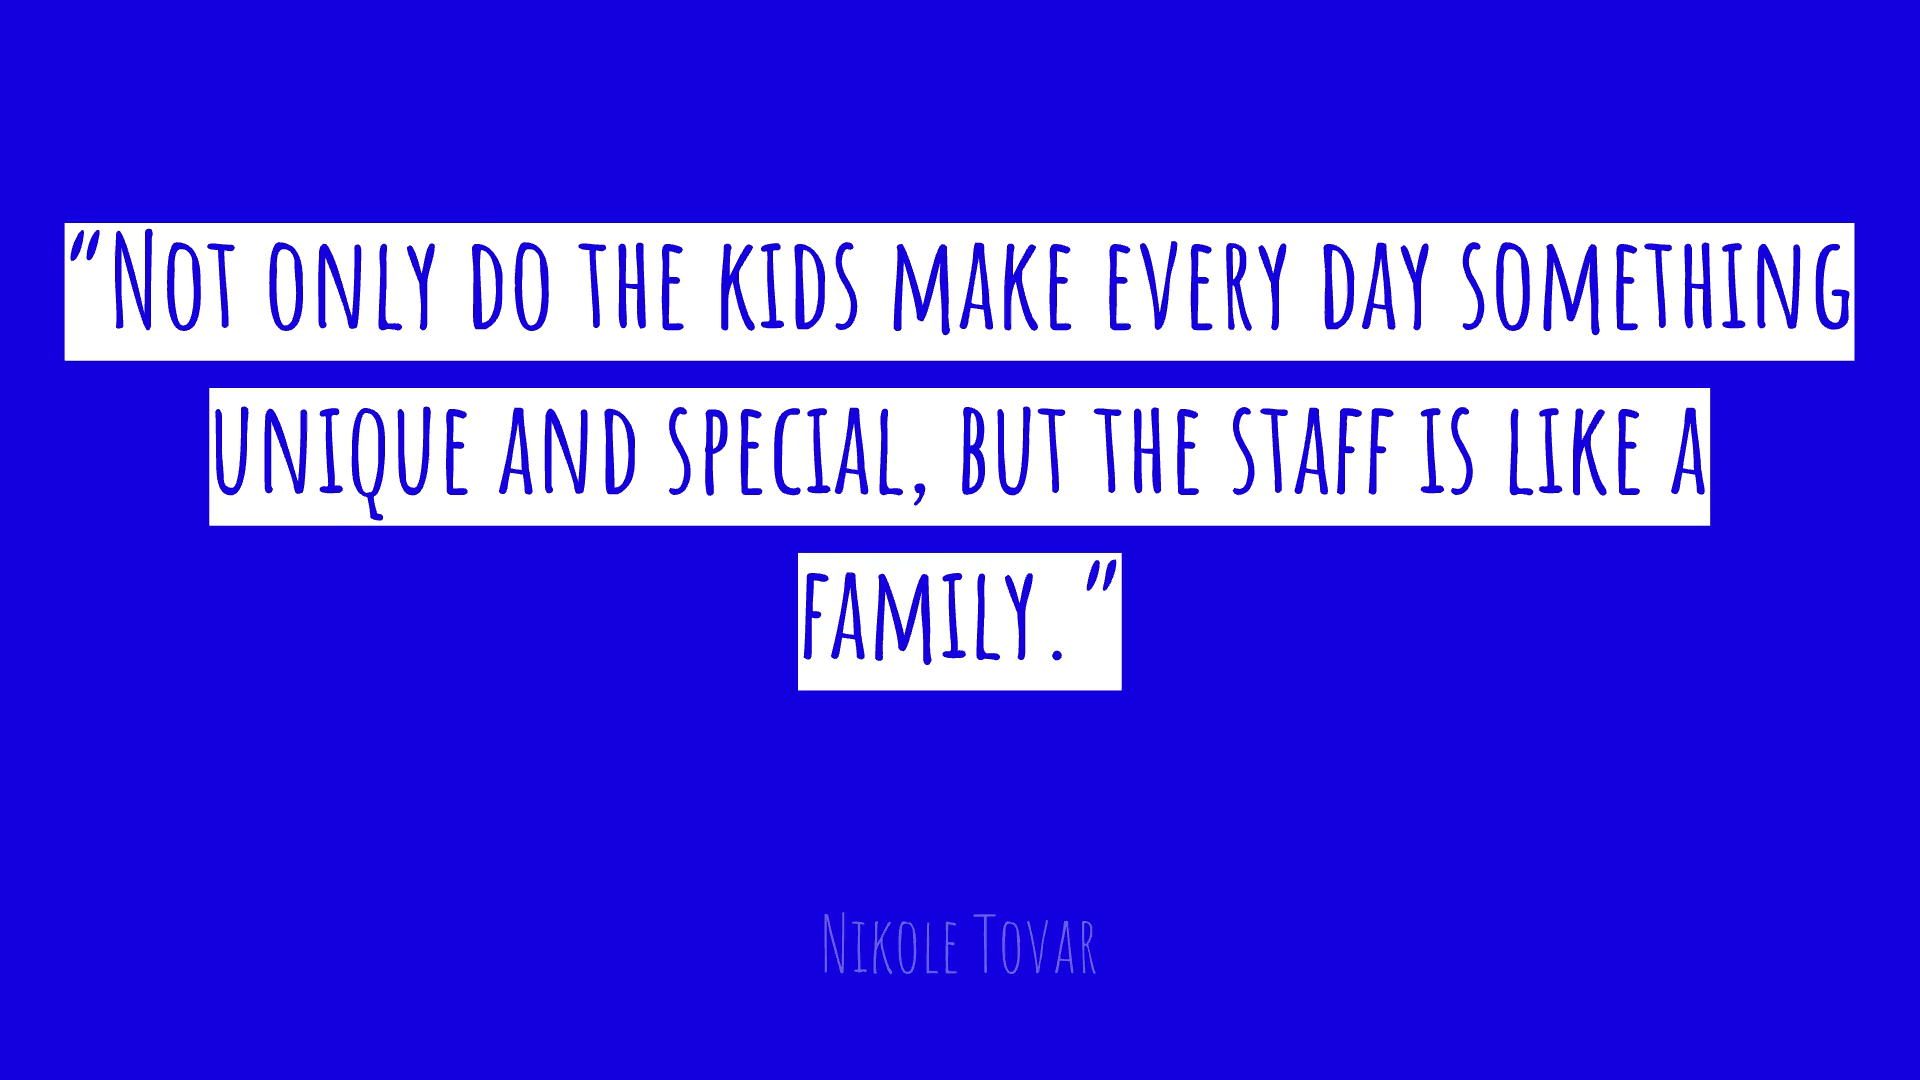 “Not only do the kids make every day something
unique and special, but the staff is like a
family.”
Nikole Tovar